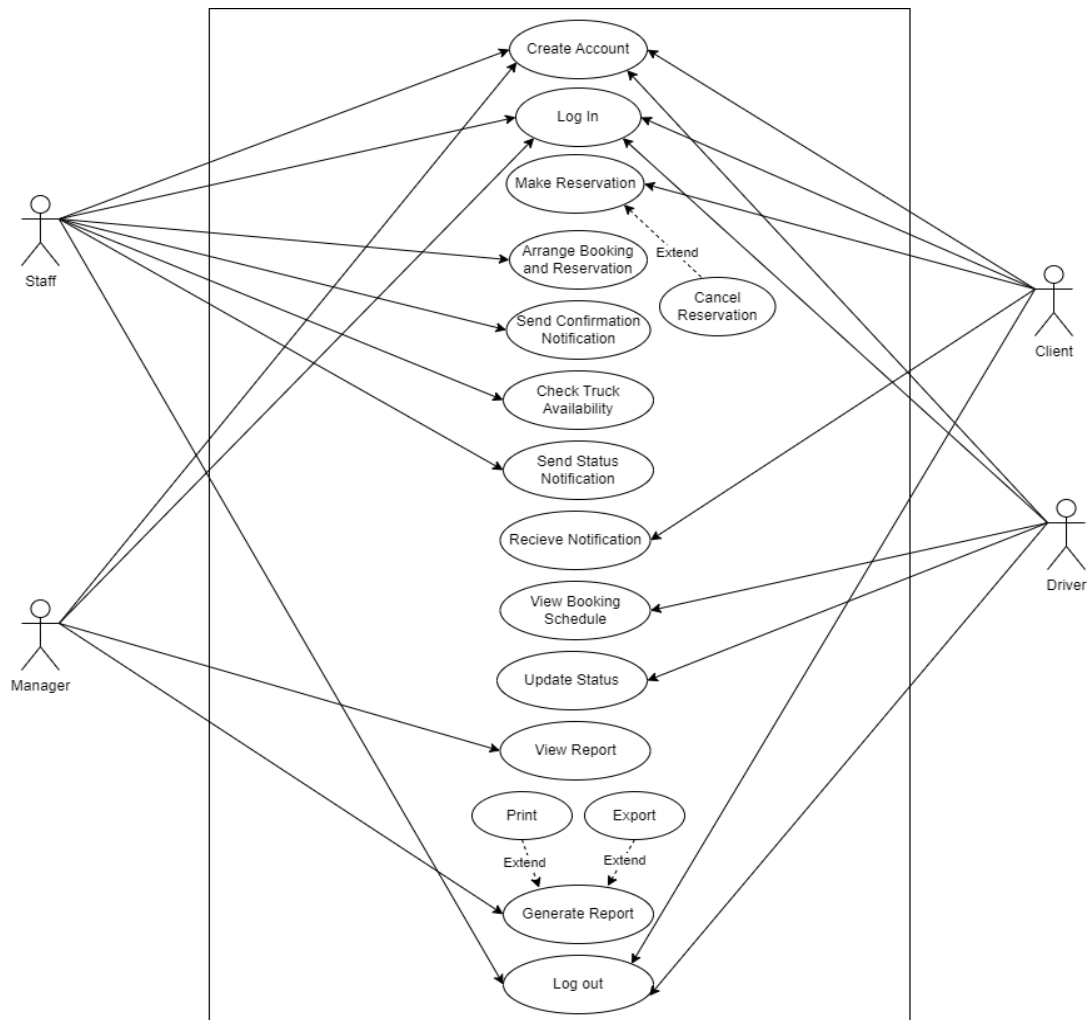 Create Account
Log In
Make Reservation
Arrange Booking
and Reservation
Extend
Staff
Cancel
Reservation
Send Confirmation
Notification
Client
Check Truck
Availability
Send Status
Notification
Recieve Notification
View Booking
Schedule
Driver
Update Status
Manager
View Report
Print
Export
Extend
Extend
Generate Report
Log out